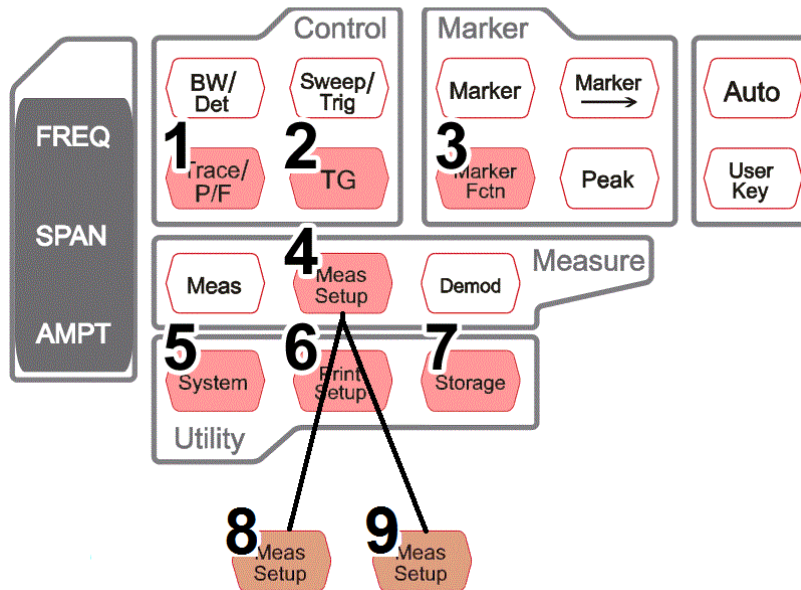 Control
Marker
BW/
Det
Sweep/
Trig
Marker
Marker
Auto
FREQ
1
Trace/
P/F
2
TG
3
Marker
Fctn
Peak
User
Key
SPAN
4
Meas
Meas
Setup
Demod
Measure
AMPT
5
System
6
Print
Setup
7
Storage
Utility
8
Meas
Setup
9
Meas
Setup